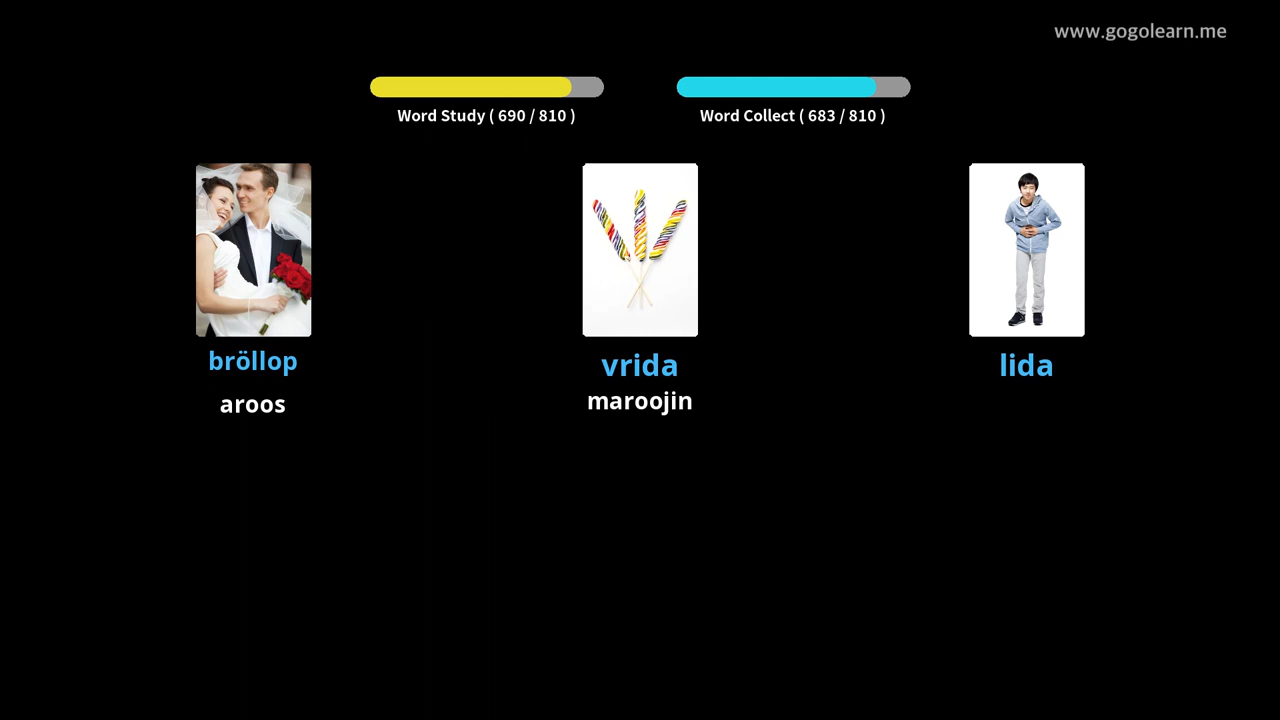 www.gogolearn.me
Word Study ( 690 / 810 )
Word Collect ( 683 / 810 )
bröllop
aroos
vrida
maroojin
lida